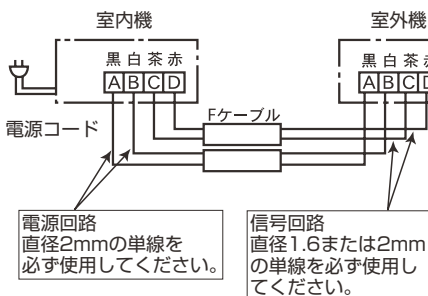 室内機
室外機
黒 白 茶 赤
黒 白 茶 赤
A B C D
A B C D
電源コード
Fケーブル
電源回路
直径2mmの単線を
必ず使用してください。
信号回路
直径1.6または2mm
の単線を必ず使用し
てください。